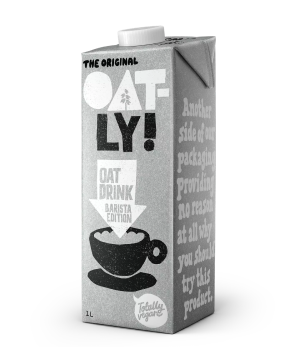 THE ORIGINAL
OAT-
LY!
OAT
DRINK
BARISTA
EDITION
1L
Totally
vegan!
Another
side of our
packaging
providing
no reason
at all why
you should
try this
product.